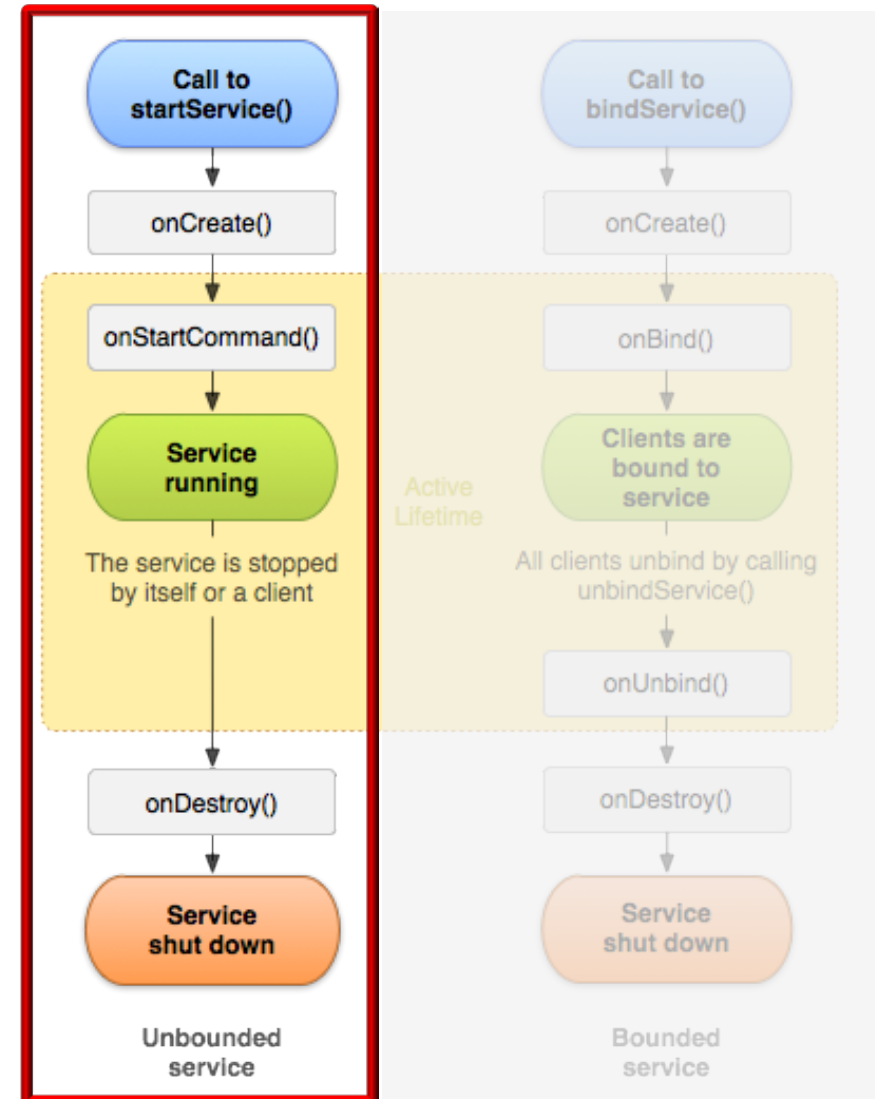 Call to
startService()
onCreate()
onStartCommand()
Service
running
The service is stopped
by itself or a client
onDestroy()
Service
shut down
Unbounded
service
Active
Lifetime
Call to
bindService()
onCreate()
onBind()
Clients are
bound to
service
All clients unbind by calling
unbindService()
onUnbind()
onDestroy()
Service
shut down
Bounded
service